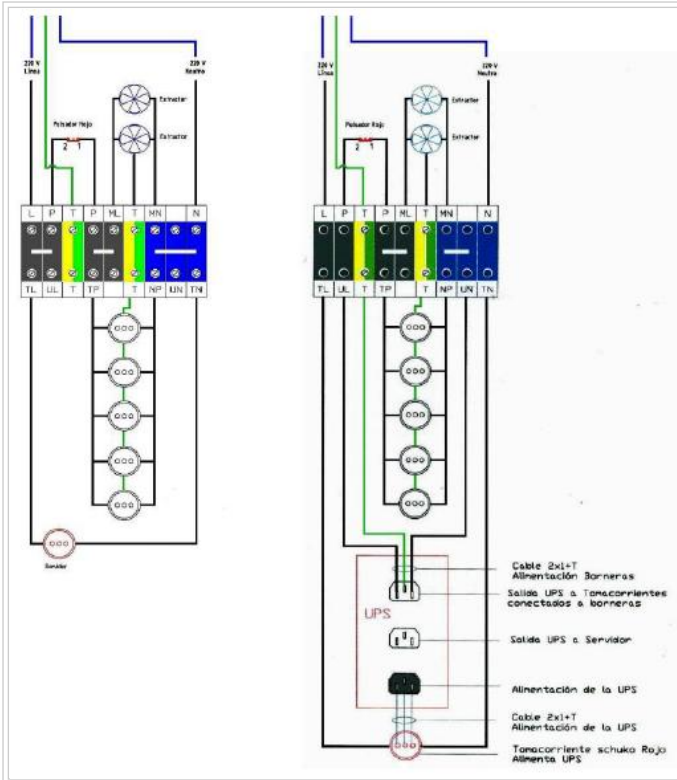 220 V
Línea
220 V
Neutro
Extractor
Extractor
Pulsador Rojo
2 1
L P T P ML T MN N
TL UL T TP T NP UN TN
Servidor
220 V
Línea
220 V
Neutro
Extractor
Extractor
Pulsador Rojo
2 1
L P T P ML T MN N
TL UL T TP T NP UN TN
Cable 2x1+T
Alimentación Borneras
Salida UPS a Tomacorrientes
conectados a borneras
UPS
Salida UPS a Servidor
Alimentación de la UPS
Cable 2x1+T
Alimentación de la UPS
Tomacorriente schuko Rojo
Alimenta UPS